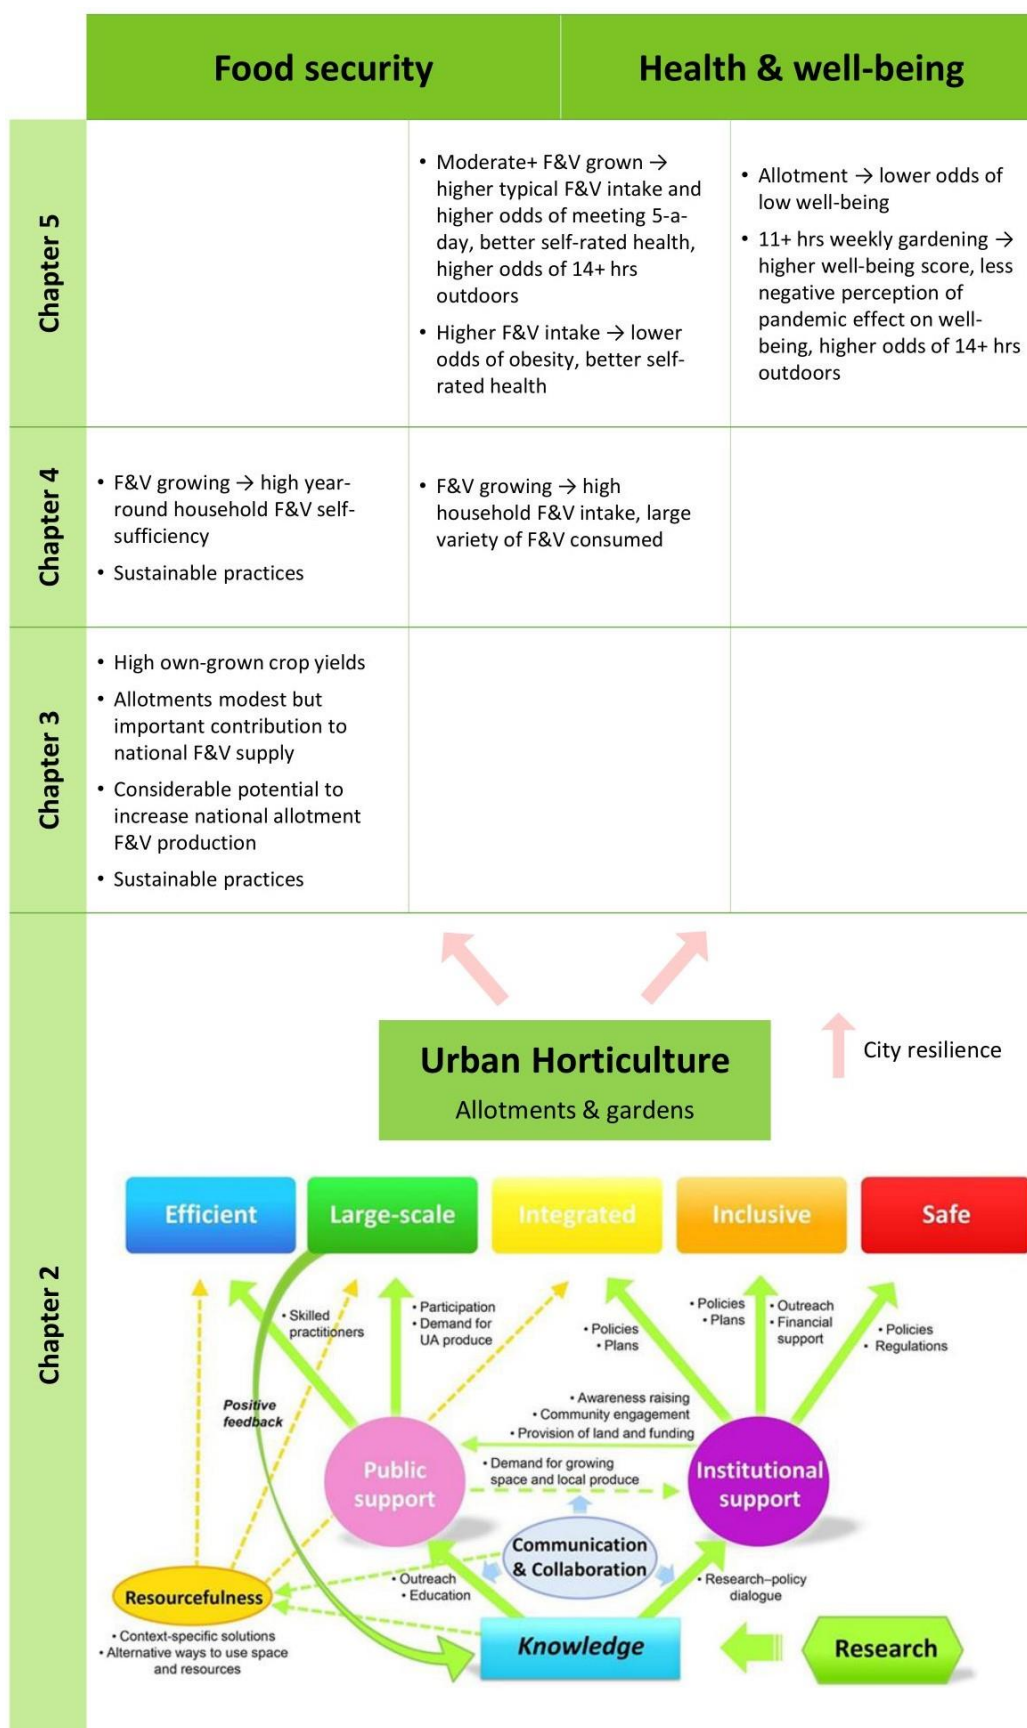 Food security
Health & well-being
Chapter 5
• Moderate+ F&V grown →
higher typical F&V intake and
higher odds of meeting 5-a-
day, better self-rated health,
higher odds of 14+ hrs
outdoors
• Higher F&V intake → lower
odds of obesity, better self-
rated health
• Allotment → lower odds of
low well-being
• 11+ hrs weekly gardening →
higher well-being score, less
negative perception of
pandemic effect on well-
being, higher odds of 14+ hrs
outdoors
Chapter 4
• F&V growing → high year-
round household F&V self-
sufficiency
• Sustainable practices
• F&V growing → high
household F&V intake, large
variety of F&V consumed
Chapter 3
• High own-grown crop yields
• Allotments modest but
important contribution to
national F&V supply
• Considerable potential to
increase national allotment
F&V production
• Sustainable practices
Chapter 2
Urban Horticulture
Allotments & gardens
City resilience
Efficient
Large-scale
Integrated
Inclusive
Safe
• Skilled
practitioners
• Participation
• Demand for
UA produce
• Policies
• Plans
• Policies
• Plans
• Outreach
• Financial
support
• Policies
• Regulations
Positive
feedback
• Awareness raising
• Community engagement
• Provision of land and funding
Public
support
• Demand for growing
space and local produce
Institutional
support
Communication
& Collaboration
Resourcefulness
• Context-specific solutions
• Alternative ways to use space
and resources
• Outreach
• Education
• Research–policy
dialogue
Knowledge
Research